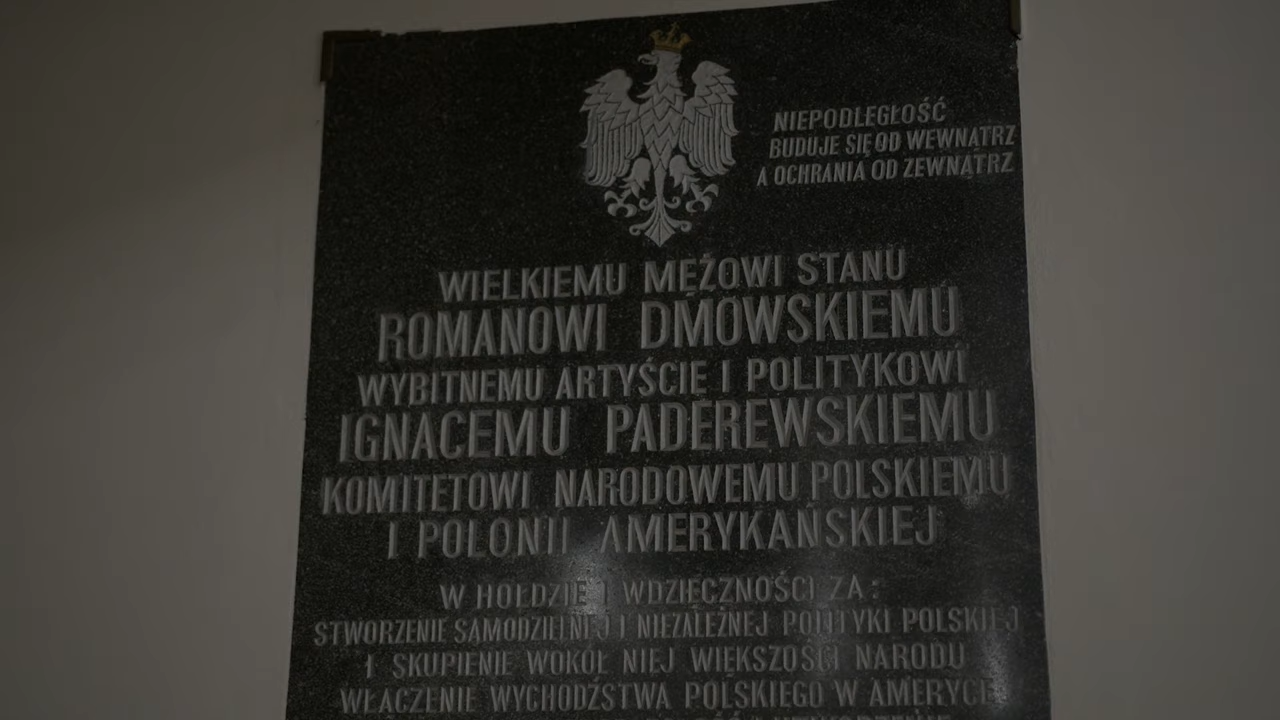 NIEPODLEGŁOŚĆ
BUDUJE SIĘ OD WEWNĄTRZ
A OCHRANIA OD ZEWNĄTRZ
WIELKIEMU MĘŻOWI STANU
ROMANOWI DMOWSKIEMU
WYBITNEMU ARTYŚCIE I POLITYKOWI
IGNACEMU PADEREWSKIEMU
KOMITETOWI NARODOWEMU POLSKIEMU
I POLONII AMERYKAŃSKIEJ
W HOŁDZIE I WDZIĘCZNOŚCI ZA:
STWORZENIE SAMODZIELNEJ I NIEZALEŻNEJ POLITYKI POLSKIEJ
I SKUPIENIE WOKÓŁ NIEJ WIĘKSZOŚCI NARODU
WŁĄCZENIE WYCHODŹSTWA POLSKIEGO W AMERYCE